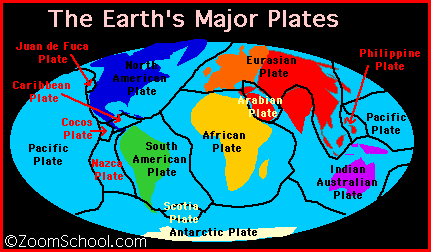 The Earth's Major Plates
Juan de Fuca
Plate
North
American
Plate
Eurasian
Plate
Philippine
Plate
Caribbean
Plate
Arabian
Plate
Cocos
Plate
Pacific
Plate
African
Plate
Pacific
Plate
South
American
Plate
Nazca
Plate
Indian
Australian
Plate
Scotia
Plate
Antarctic Plate
©ZoomSchool.com